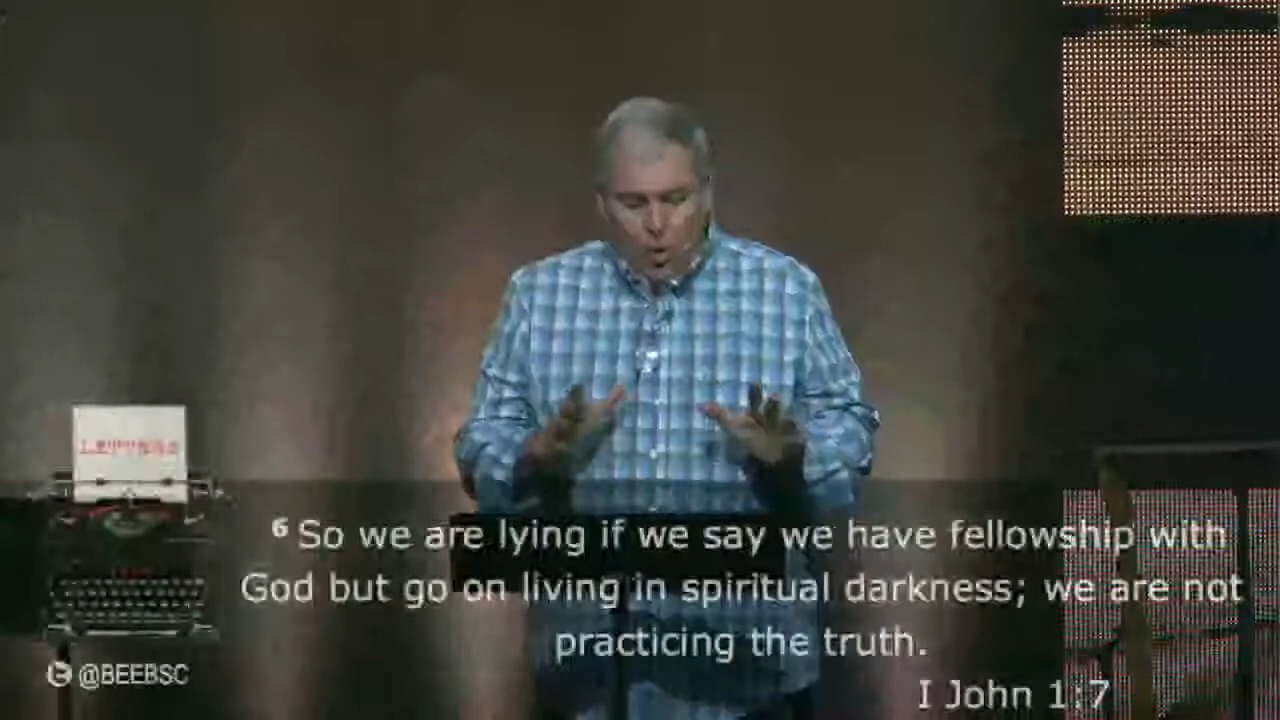 LETTERS
⁶ So we are lying if we say we have fellowship with
God but go on living in spiritual darkness; we are not
practicing the truth.
I John 1:7
@BEEBSC